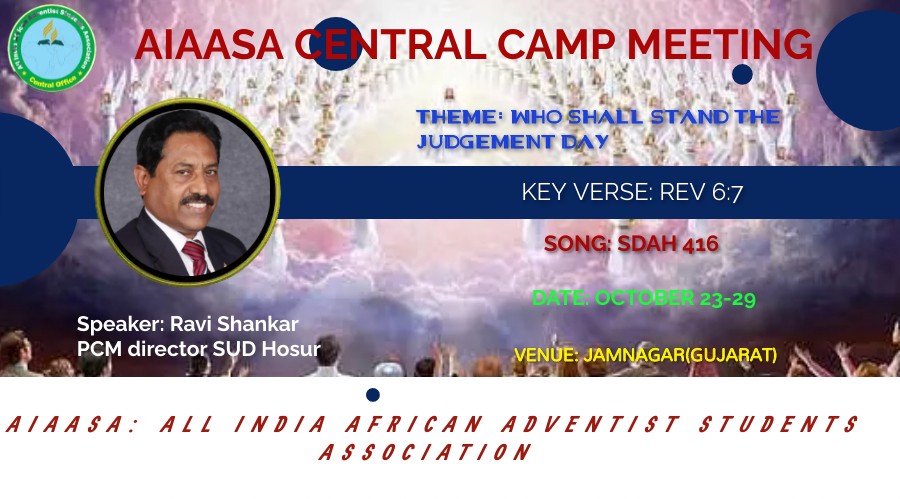 AIAASA CENTRAL CAMP MEETING
Central Office
THEME: WHO SHALL STAND THE
JUDGEMENT DAY
KEY VERSE: REV 6:7
SONG: SDAH 416
DATE: OCTOBER 23-29
Speaker: Ravi Shankar
PCM director SUD Hosur
VENUE: JAMNAGAR(GUJARAT)
AIAASA: ALL INDIA AFRICAN ADVENTIST STUDENTS
ASSOCIATION